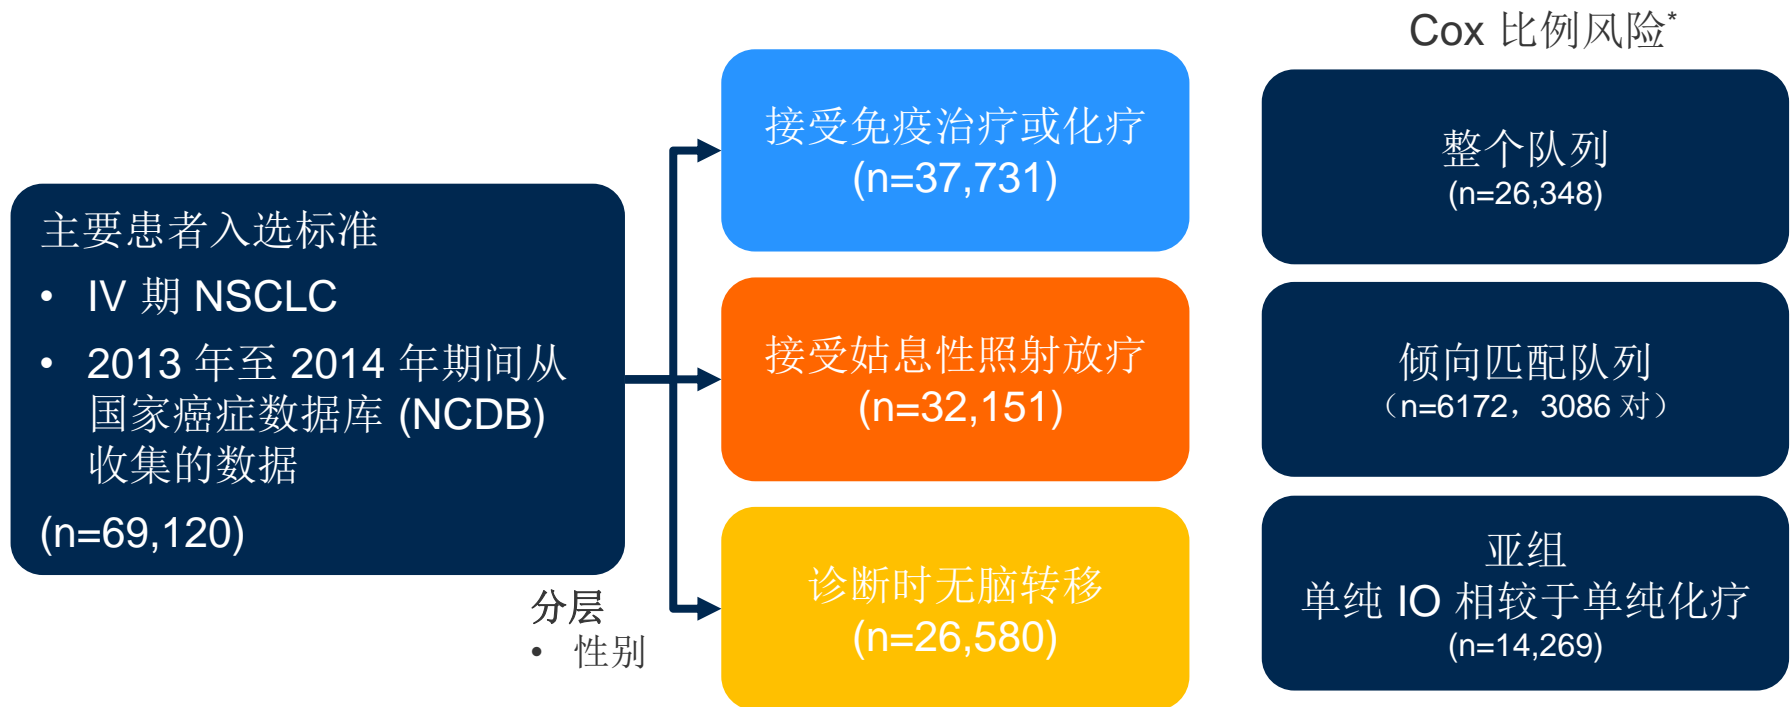 Cox 比例风险*
主要患者入选标准
• IV 期 NSCLC
• 2013 年至 2014 年期间从
国家癌症数据库 (NCDB)
收集的数据
(n=69,120)
分层
• 性别
接受免疫治疗或化疗
(n=37,731)
接受姑息性照射放疗
(n=32,151)
诊断时无脑转移
(n=26,580)
整个队列
(n=26,348)
倾向匹配队列
（n=6172，3086 对）
亚组
单纯 IO 相较于单纯化疗
(n=14,269)